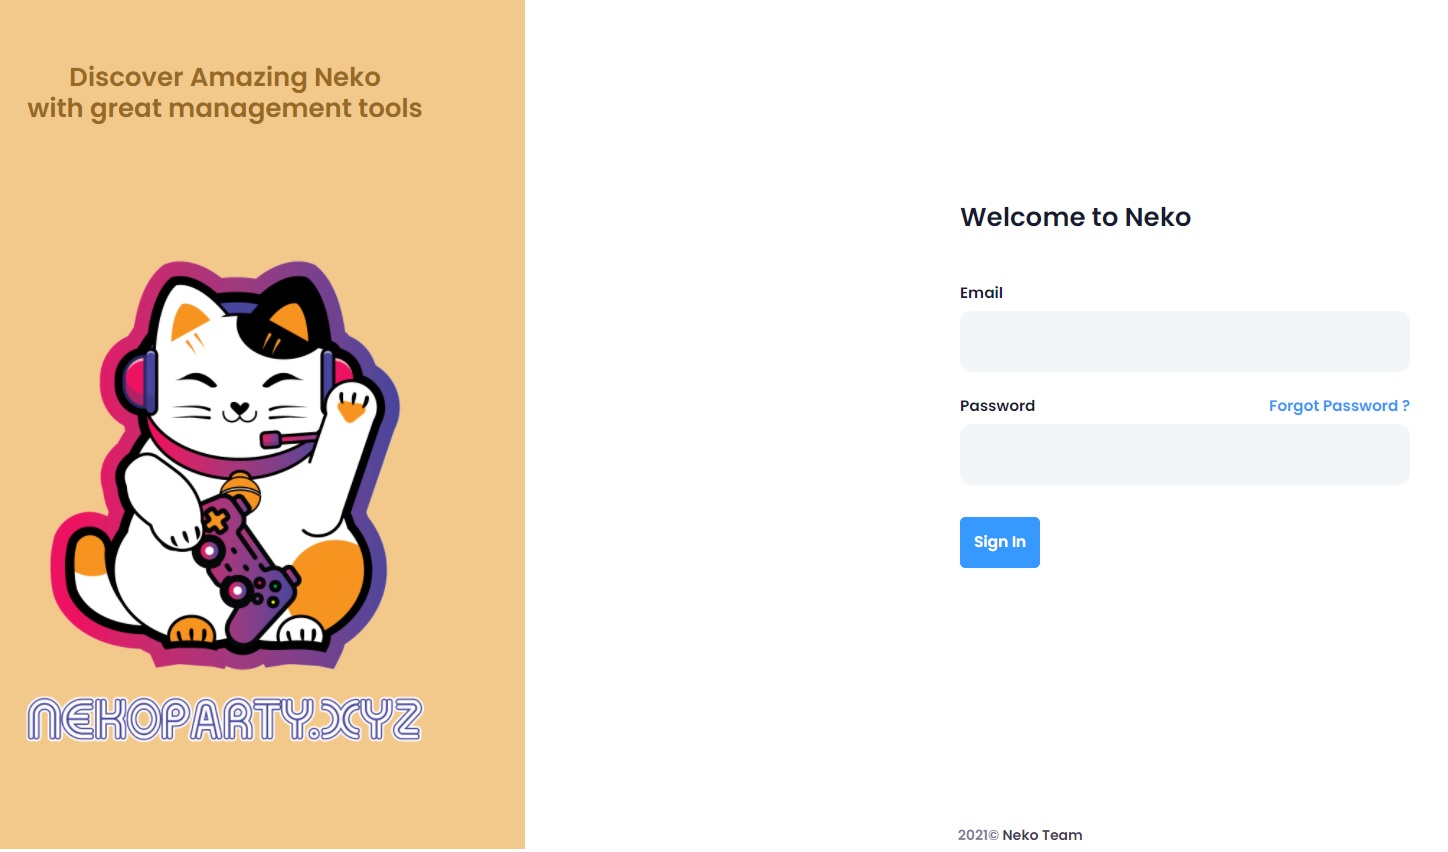 Discover Amazing Neko
with great management tools
NEKOPARTY.XYZ
Welcome to Neko
Email
Password
Forgot Password ?
Sign In
2021© Neko Team